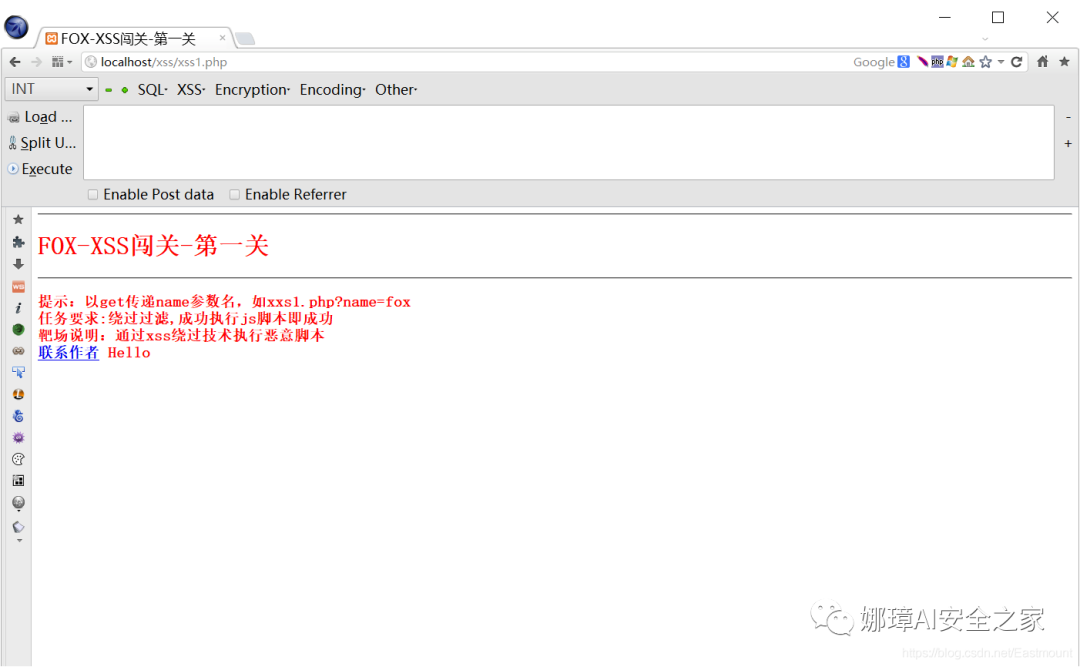 FOX-XSS闯关-第一关
localhost/xss/xss1.php
Google
INT
SQL
XSS
Encryption
Encoding
Other
Load ...
Split U...
Execute
Enable Post data
Enable Referrer
FOX-XSS闯关-第一关
提示：以get传递name参数名，如xxs1.php?name=fox
任务要求:绕过过滤,成功执行js脚本即成功
靶场说明：通过xss绕过技术执行恶意脚本
联系作者 Hello
娜璋AI安全之家
https://blog.csdn.net/Eastmount